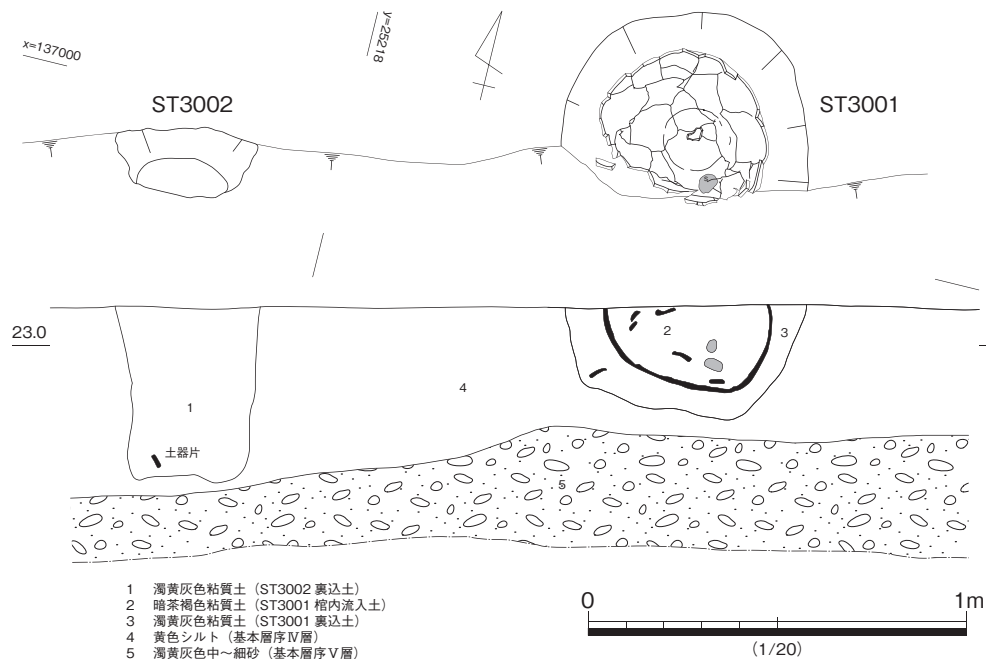 x=137000
y=25218
ST3002
ST3001
23.0
2
3
4
1
土器片
5
1 濁黄灰色粘質土（ST3002 裏込土）
2 暗茶褐色粘質土（ST3001 棺内流入土）
3 濁黄灰色粘質土（ST3001 裏込土）
4 黄色シルト（基本層序Ⅳ層）
5 濁黄灰色中〜細砂（基本層序Ⅴ層）
0 1m
(1/20)